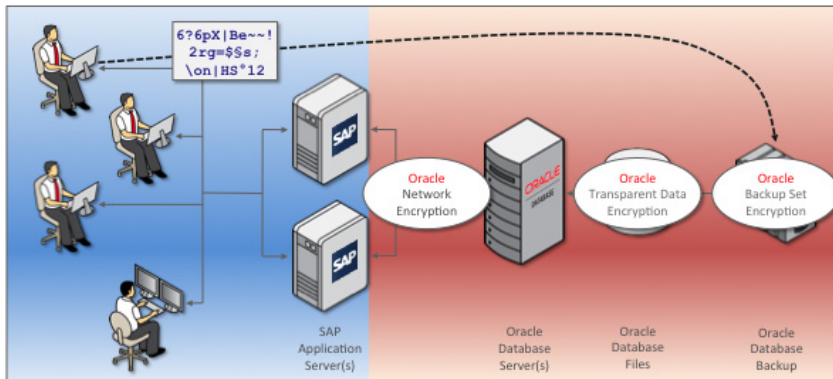 6?6pX|Be~~!
2rg=$§s;
\on|HS°12
SAP
SAP
Oracle
Network
Encryption
ORACLE
DATABASE
Oracle
Transparent Data
Encryption
Oracle
Backup Set
Encryption
SAP
Application
Server(s)
Oracle
Database
Server(s)
Oracle
Database
Files
Oracle
Database
Backup